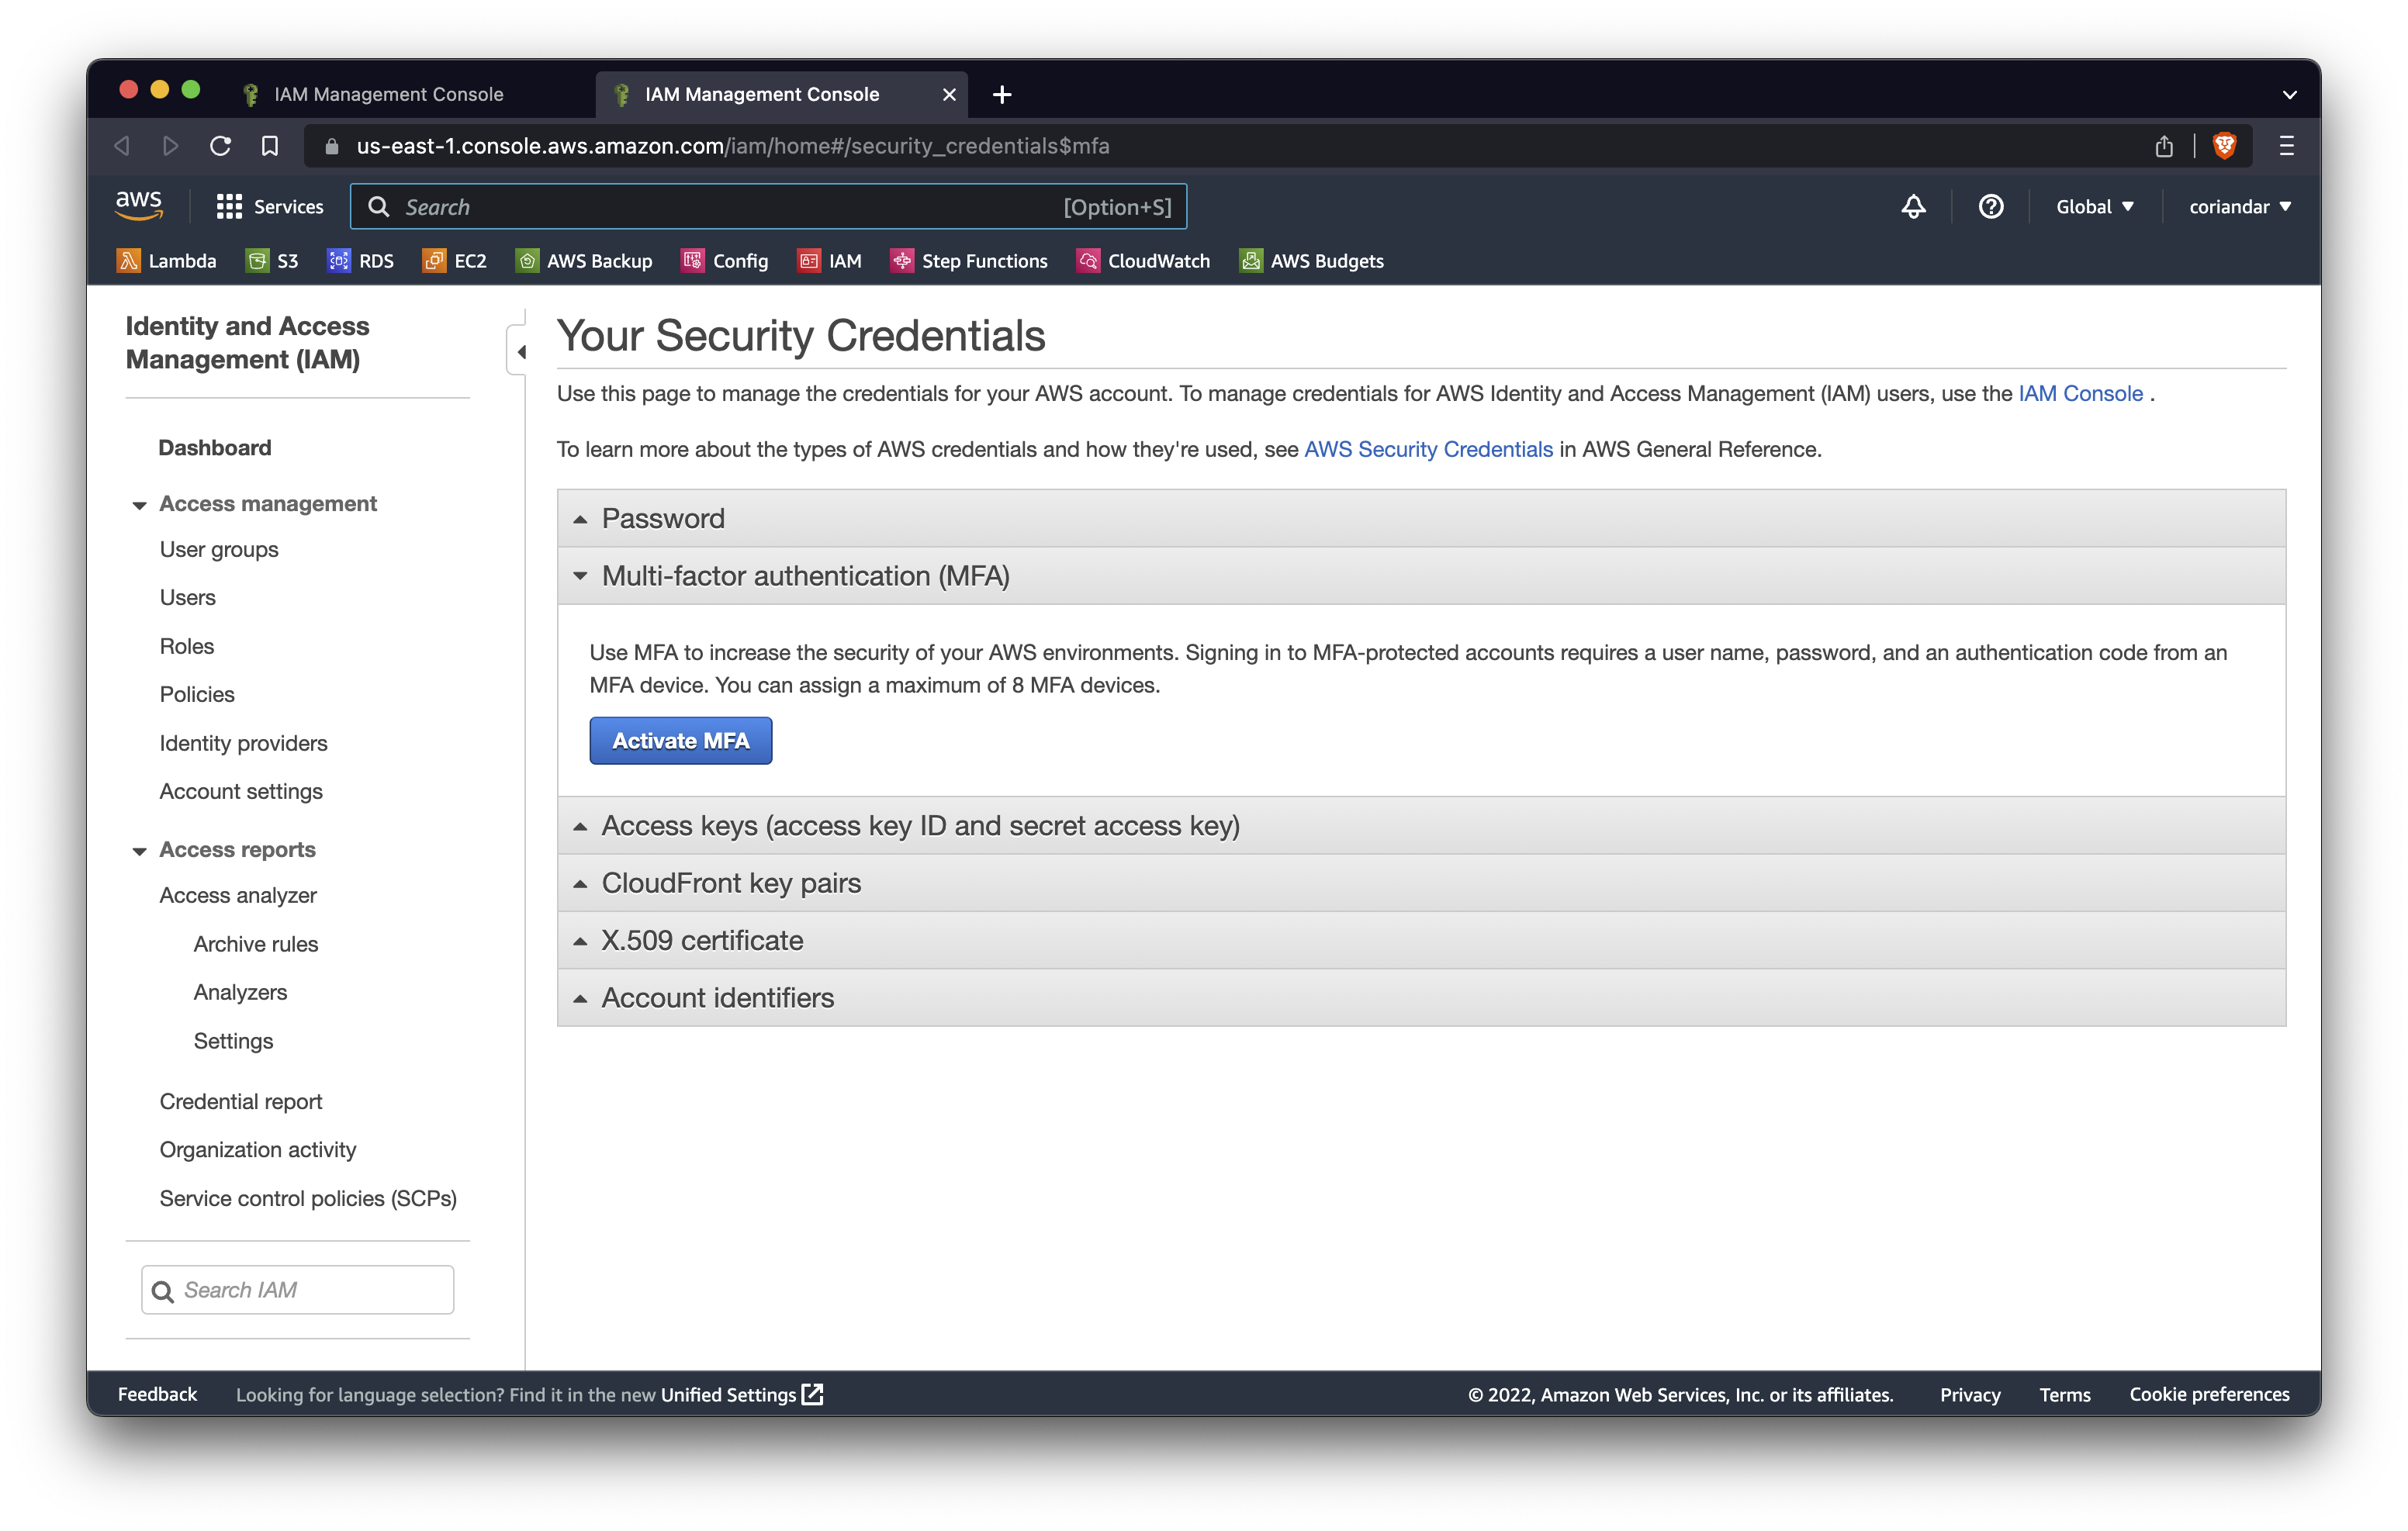 IAM Management Console
IAM Management Console
us-east-1.console.aws.amazon.com/iam/home#/security_credentials$mfa
aws
Services
Search
[Option+S]
Global
coriandar
Lambda
S3
RDS
EC2
AWS Backup
Config
IAM
Step Functions
CloudWatch
AWS Budgets
Identity and Access
Management (IAM)
Dashboard
Access management
User groups
Users
Roles
Policies
Identity providers
Account settings
Access reports
Access analyzer
Archive rules
Analyzers
Settings
Credential report
Organization activity
Service control policies (SCPs)
Search IAM
Your Security Credentials
Use this page to manage the credentials for your AWS account. To manage credentials for AWS Identity and Access Management (IAM) users, use the IAM Console .
To learn more about the types of AWS credentials and how they're used, see AWS Security Credentials in AWS General Reference.
Password
Multi-factor authentication (MFA)
Use MFA to increase the security of your AWS environments. Signing in to MFA-protected accounts requires a user name, password, and an authentication code from an
MFA device. You can assign a maximum of 8 MFA devices.
Activate MFA
Access keys (access key ID and secret access key)
CloudFront key pairs
X.509 certificate
Account identifiers
Feedback
Looking for language selection? Find it in the new Unified Settings
© 2022, Amazon Web Services, Inc. or its affiliates.
Privacy
Terms
Cookie preferences